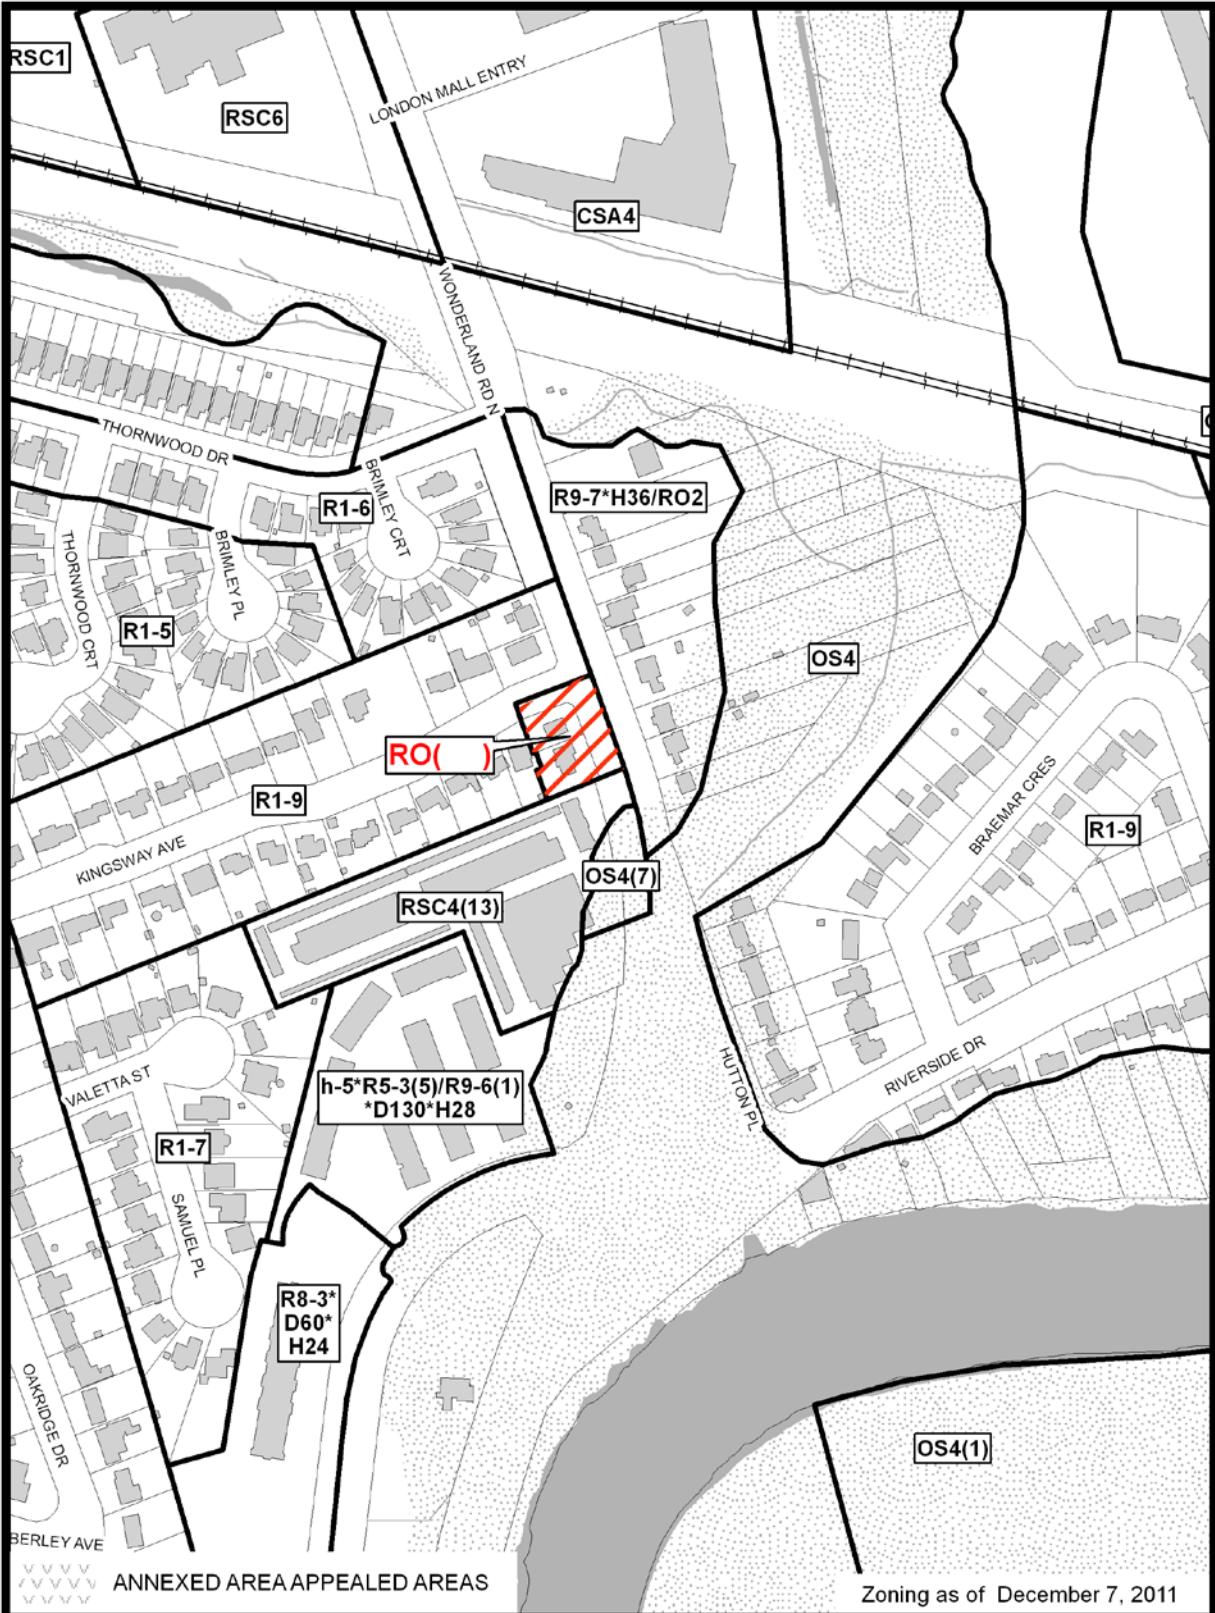 RSC1
RSC6
LONDON MALL ENTRY
CSA4
WONDERLAND RD N
THORNWOOD DR
BRIMLEY CRT
R1-6
R9-7*H36/RO2
BRIMLEY PL
THORNWOOD CRT
R1-5
OS4
RO( )
R1-9
KINGSWAY AVE
BRAEMAR CRES
R1-9
OS4(7)
RSC4(13)
HUTTON PL
RIVERSIDE DR
VALETTA ST
h-5*R5-3(5)/R9-6(1)
*D130*H28
R1-7
SAMUEL PL
R8-3*
D60*
H24
OAKRIDGE DR
OS4(1)
BERLEY AVE
ANNEXED AREA APPEALED AREAS
Zoning as of December 7, 2011